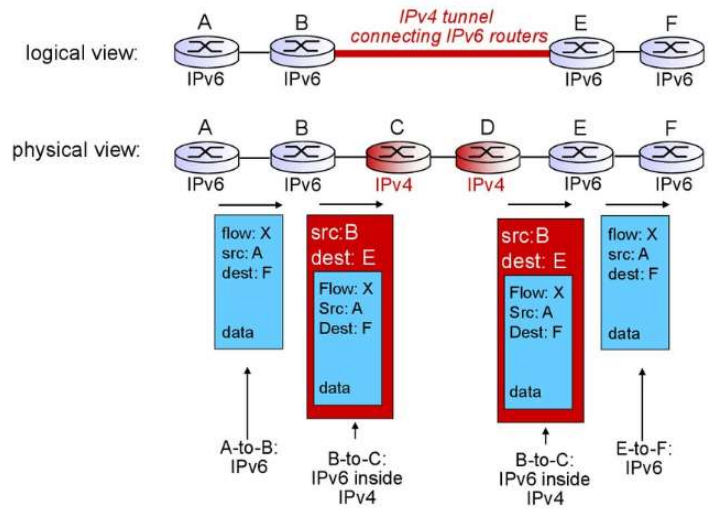 A B IPv4 tunnel E F
connecting IPv6 routers
logical view:
IPv6 IPv6 IPv6 IPv6
A B C D E F
physical view:
IPv6 IPv6 IPv4 IPv4 IPv6 IPv6
flow: X
src: A
dest: F
data
src:B
dest: E
Flow: X
Src: A
Dest: F
data
src:B
dest: E
Flow: X
Src: A
Dest: F
data
flow: X
src: A
dest: F
data
A-to-B:
IPv6
B-to-C:
IPv6 inside
IPv4
B-to-C:
IPv6 inside
IPv4
E-to-F:
IPv6